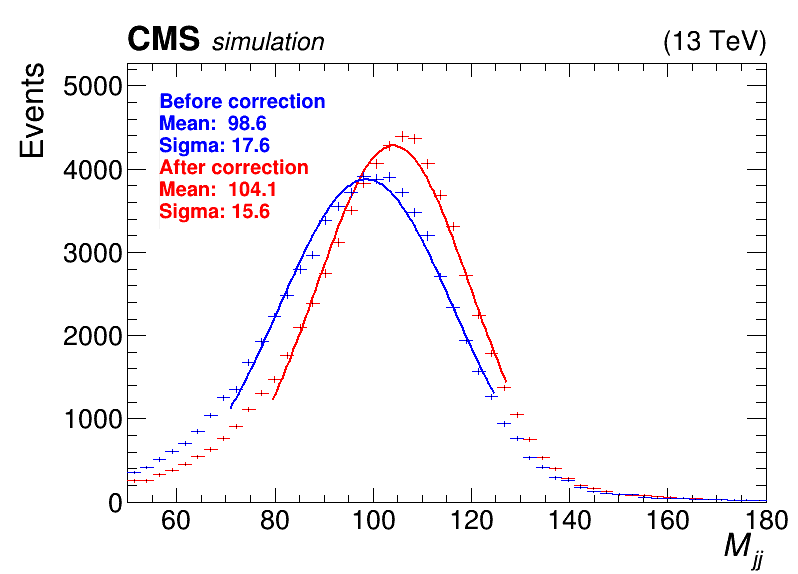 CMS simulation (13 TeV)
Events
5000
4000
3000
2000
1000
0
Before correction
Mean: 98.6
Sigma: 17.6
After correction
Mean: 104.1
Sigma: 15.6
60 80 100 120 140 160 180
M_jj